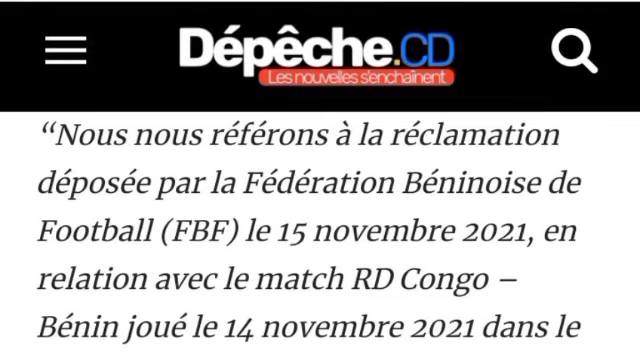 Dépêche.CD
Les nouvelles s'enchaînent
“Nous nous référons à la réclamation
déposée par la Fédération Béninoise de
Football (FBF) le 15 novembre 2021, en
relation avec le match RD Congo –
Bénin joué le 14 novembre 2021 dans le